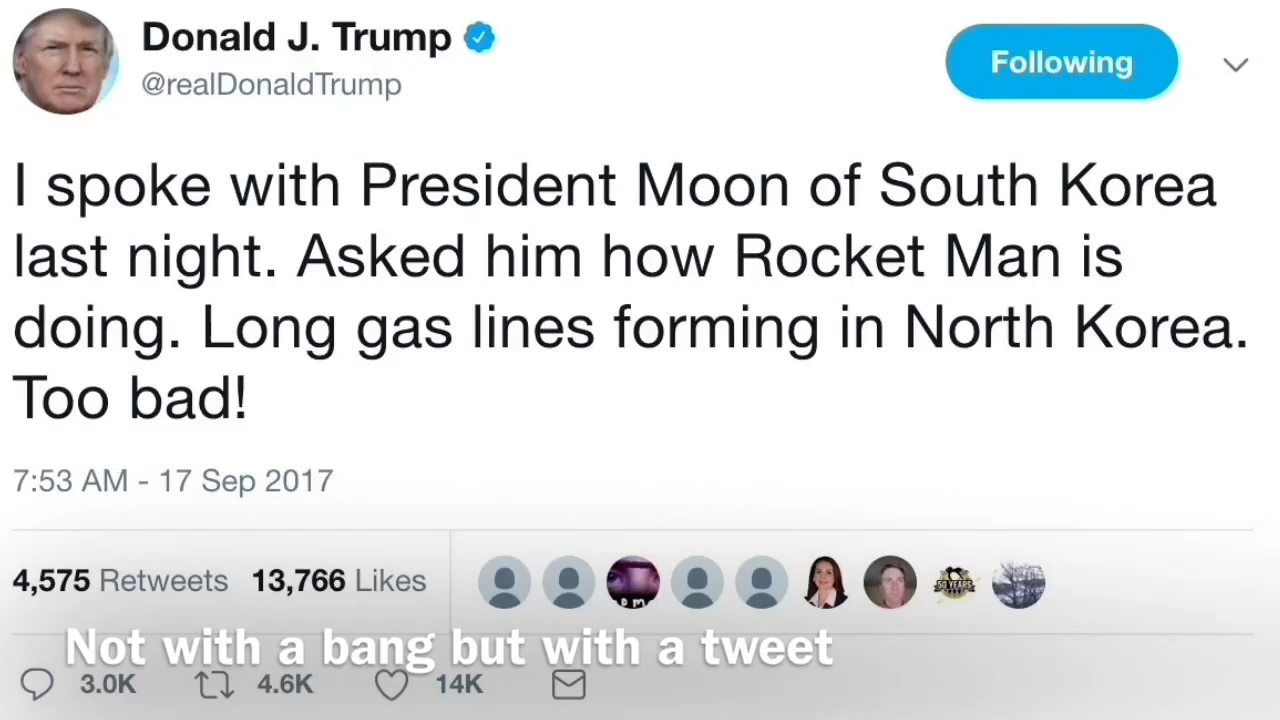 Donald J. Trump
@realDonaldTrump
Following
I spoke with President Moon of South Korea
last night. Asked him how Rocket Man is
doing. Long gas lines forming in North Korea.
Too bad!
7:53 AM - 17 Sep 2017
4,575 Retweets 13,766 Likes
50 YEARS
Not with a bang but with a tweet
3.0K 4.6K 14K